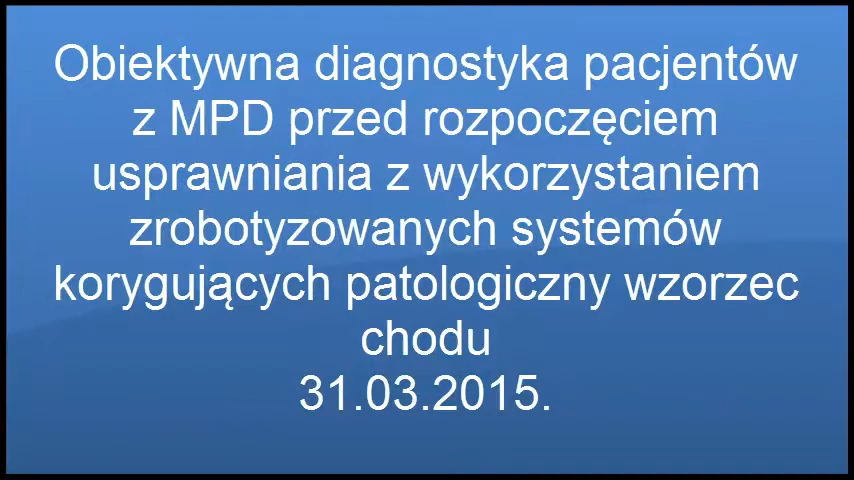 Obiektywna diagnostyka pacjentów
z MPD przed rozpoczęciem
usprawniania z wykorzystaniem
zrobotyzowanych systemów
korygujących patologiczny wzorzec
chodu
31.03.2015.